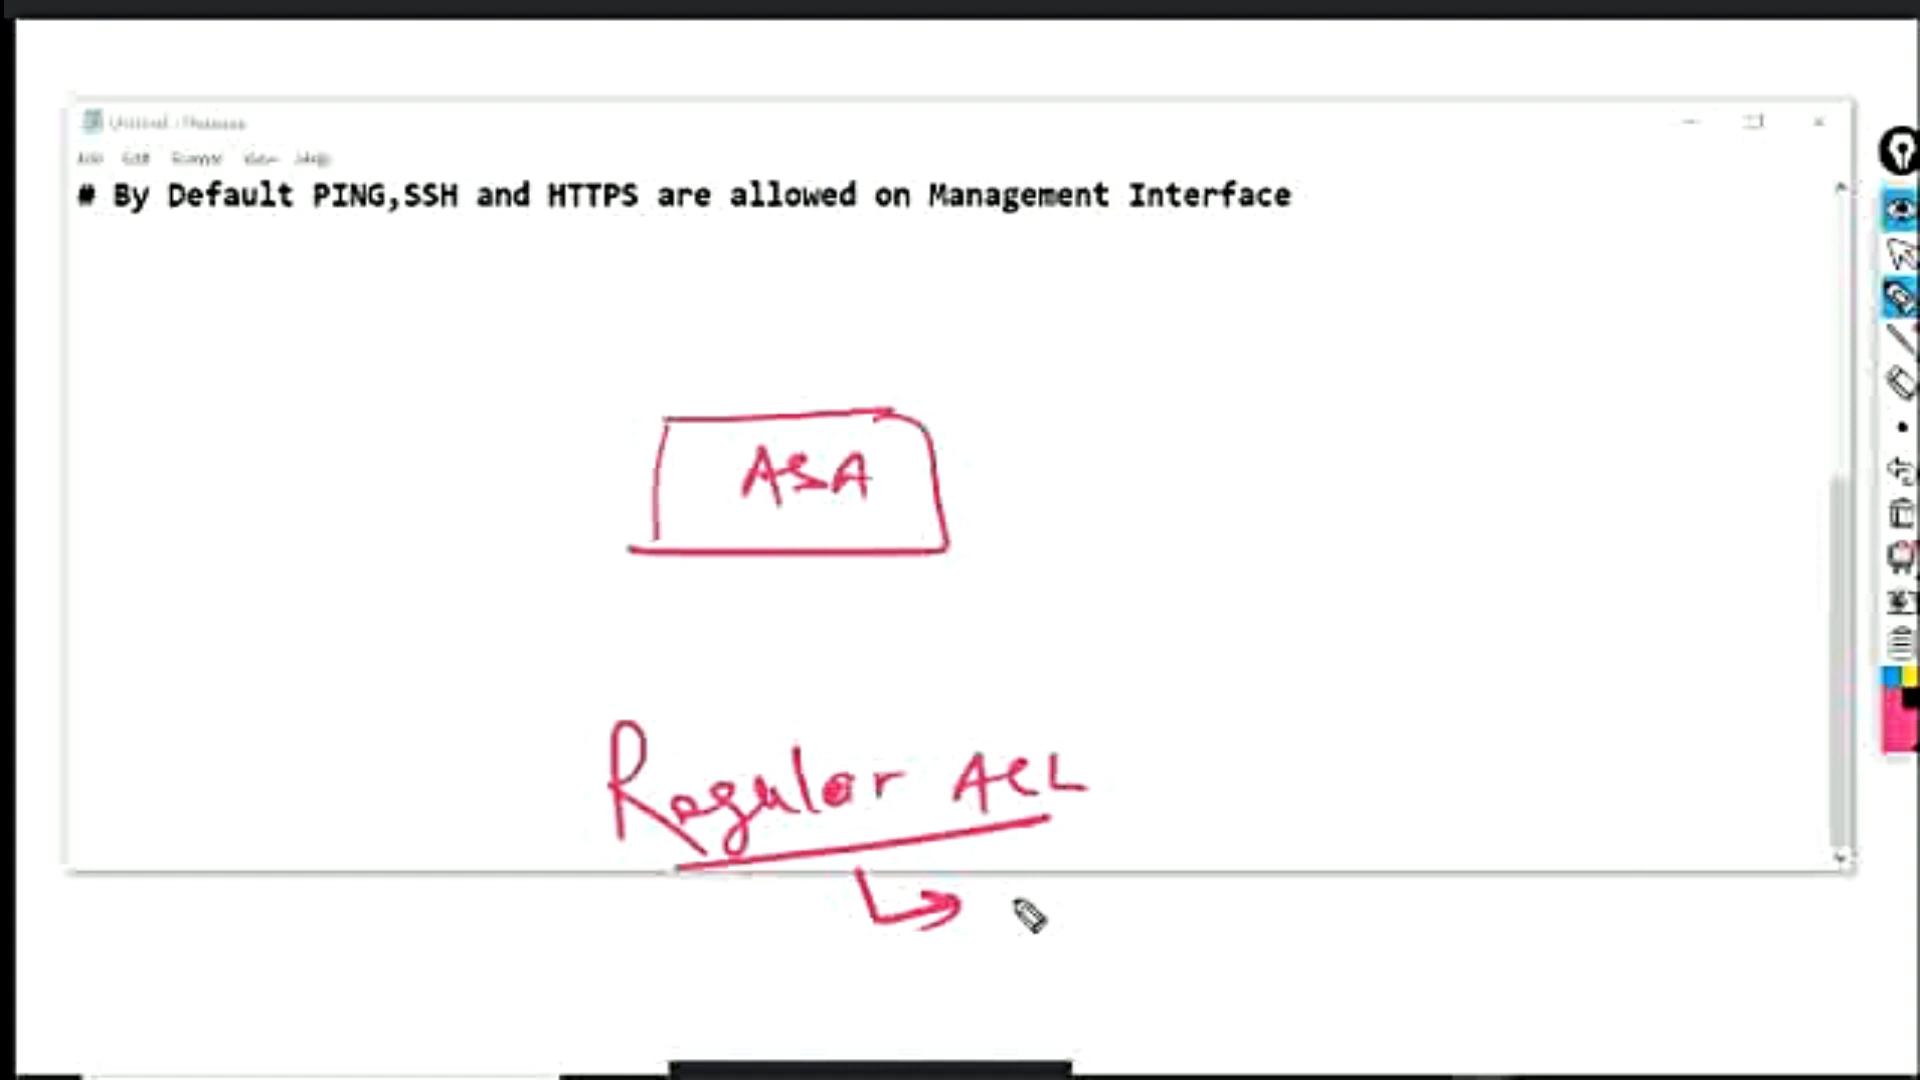 # By Default PING,SSH and HTTPS are allowed on Management Interface
ASA
Regular ACL